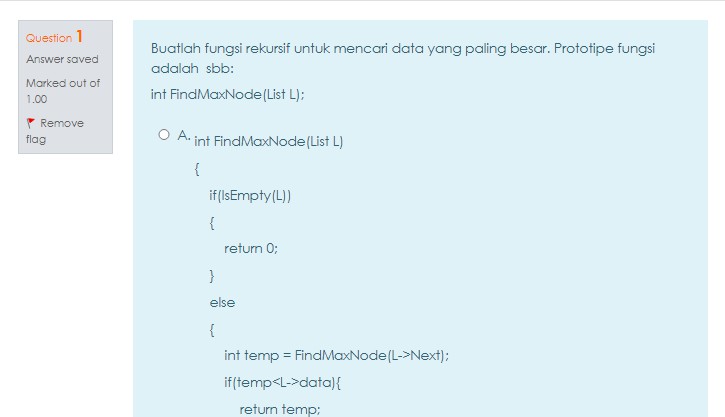 Question 1
Answer saved
Marked out of
1.00
Remove
flag
Buatlah fungsi rekursif untuk mencari data yang paling besar. Prototipe fungsi
adalah sbb:
int FindMaxNode(List L);
A. int FindMaxNode(List L)
{
if(IsEmpty(L))
{
return 0;
}
else
{
int temp = FindMaxNode(L->Next);
if(temp<L->data){
return temp;